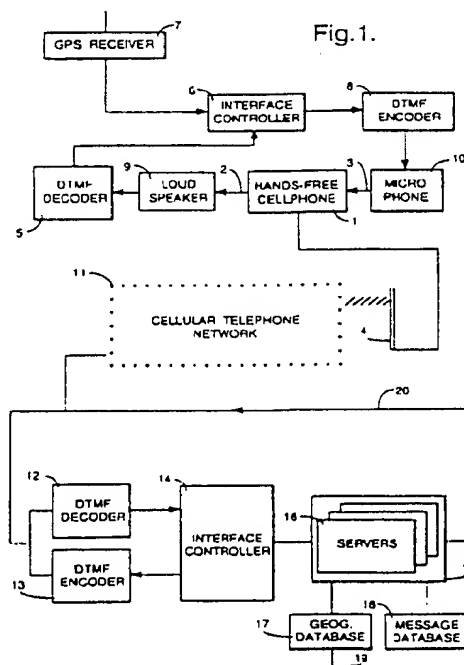 Fig.1.
7
GPS RECEIVER
6
INTERFACE
CONTROLLER
8
DTMF
ENCODER
DTMF
DECODER
5
9
LOUD
SPEAKER
2
HANDS-FREE
CELLPHONE
1
3
MICRO
PHONE
10
11
CELLULAR TELEPHONE
NETWORK
4
20
12
DTMF
DECODER
DTMF
ENCODER
13
14
INTERFACE
CONTROLLER
16
SERVERS
GEOG.
DATABASE
17
18
MESSAGE
DATABASE
19